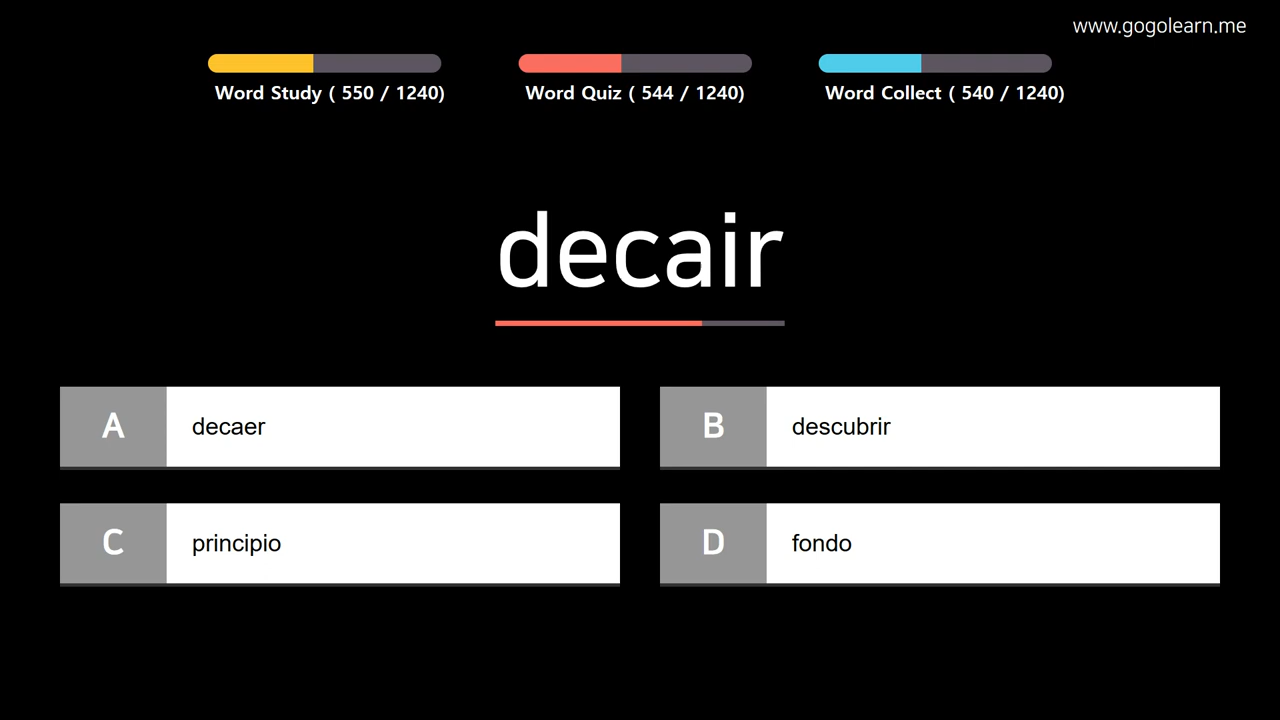 www.gogolearn.me
Word Study ( 550 / 1240)
Word Quiz ( 544 / 1240)
Word Collect ( 540 / 1240)
decair
A decaer
B descubrir
C principio
D fondo